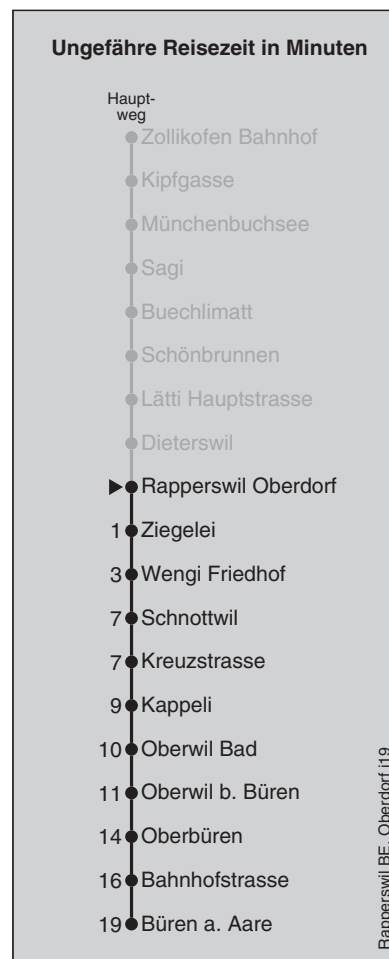 Ungefähre Reisezeit in Minuten
Haupt-
weg
Zollikofen Bahnhof
Kipfgasse
Münchenbuchsee
Sagi
Buechlimatt
Schönbrunnen
Lätti Hauptstrasse
Dieterswil
Rapperswil Oberdorf
1 Ziegelei
3 Wengi Friedhof
7 Schnottwil
7 Kreuzstrasse
9 Kappeli
10 Oberwil Bad
11 Oberwil b. Büren
14 Oberbüren
16 Bahnhofstrasse
19 Büren a. Aare
Rapperswil BE, Oberdorf j19